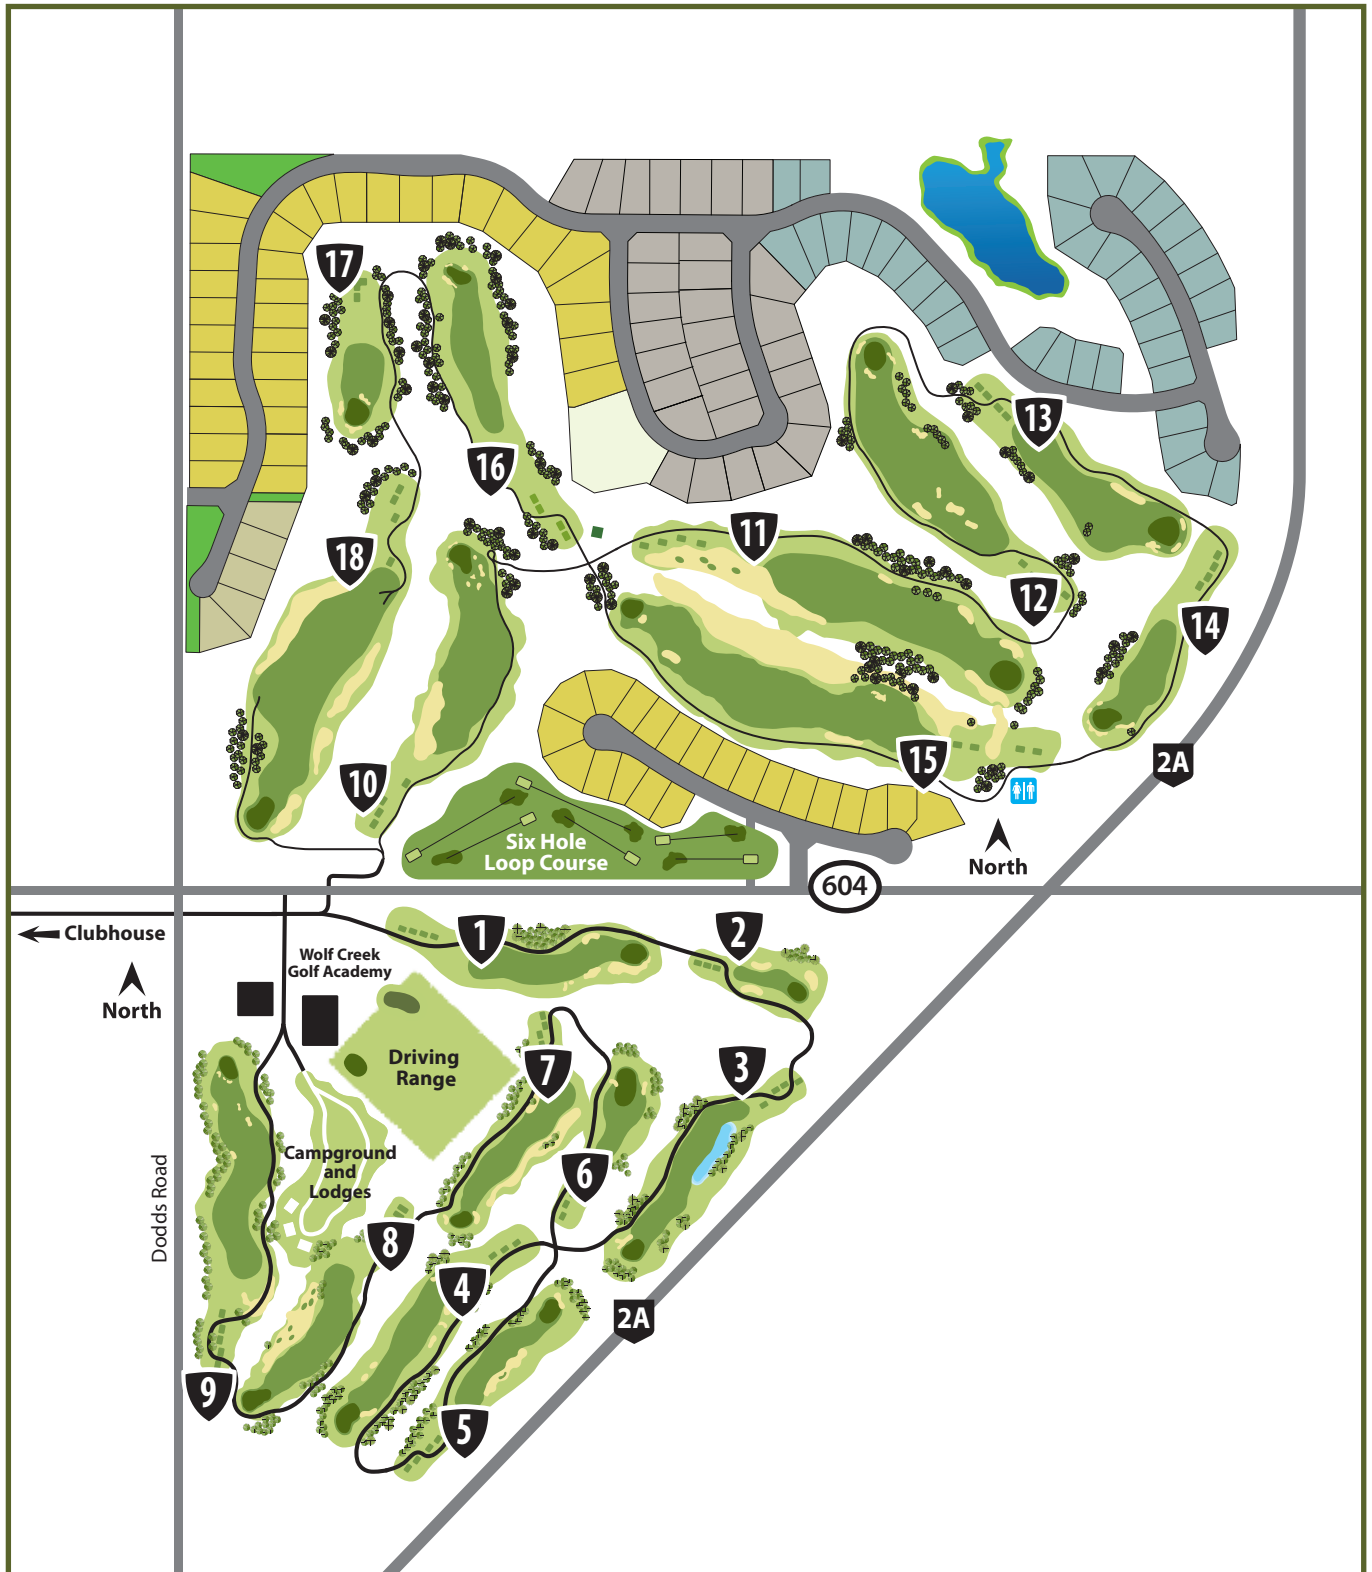 17
16
13
11
18
12
14
15
2A
10
Six Hole
Loop Course
North
604
1
2
Clubhouse
Wolf Creek
Golf Academy
North
Driving
Range
7
3
Campground
and
Lodges
6
Dodds Road
8
4
2A
9
5